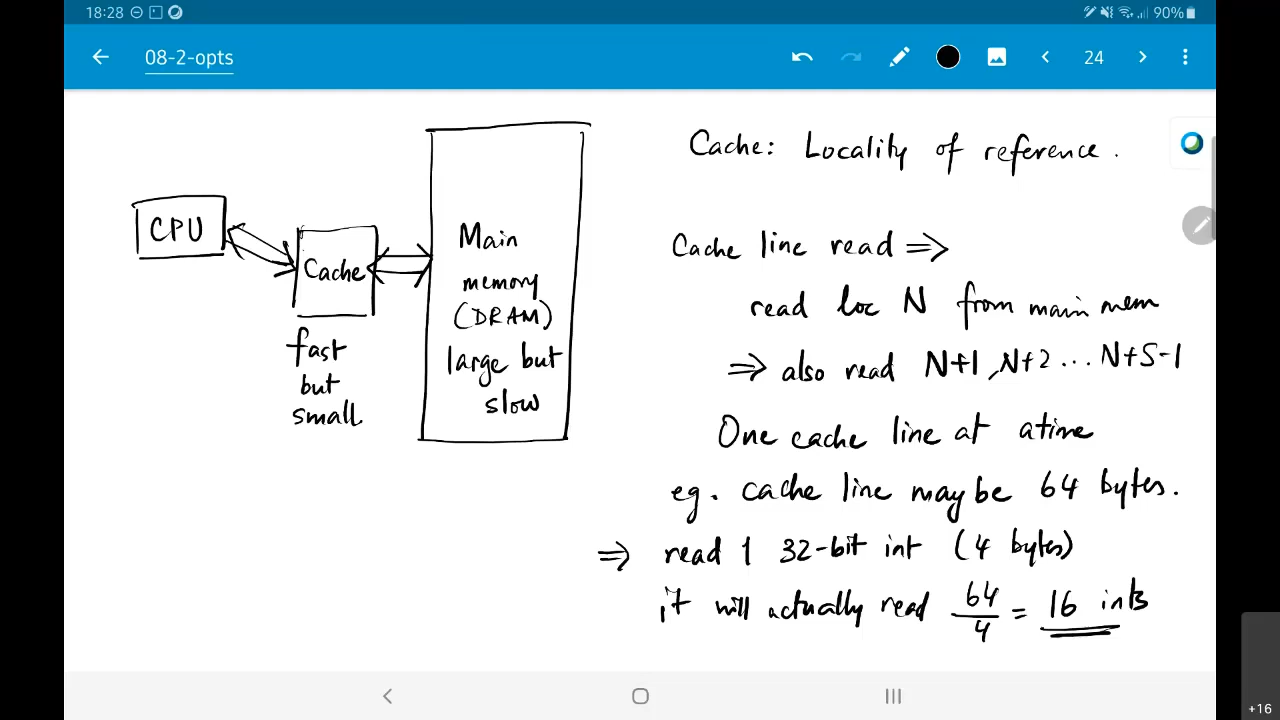 18:28
90%
08-2-opts
24
CPU
Cache
fast
but
small
Main
memory
(DRAM)
large but
slow
Cache: Locality of reference.
Cache line read ⇒
read loc N from main mem
⇒ also read N+1, N+2 ... N+S-1
One cache line at a time
eg. cache line may be 64 bytes.
⇒ read 1 32-bit int (4 bytes)
it will actually read 64/4 = 16 ints
+16